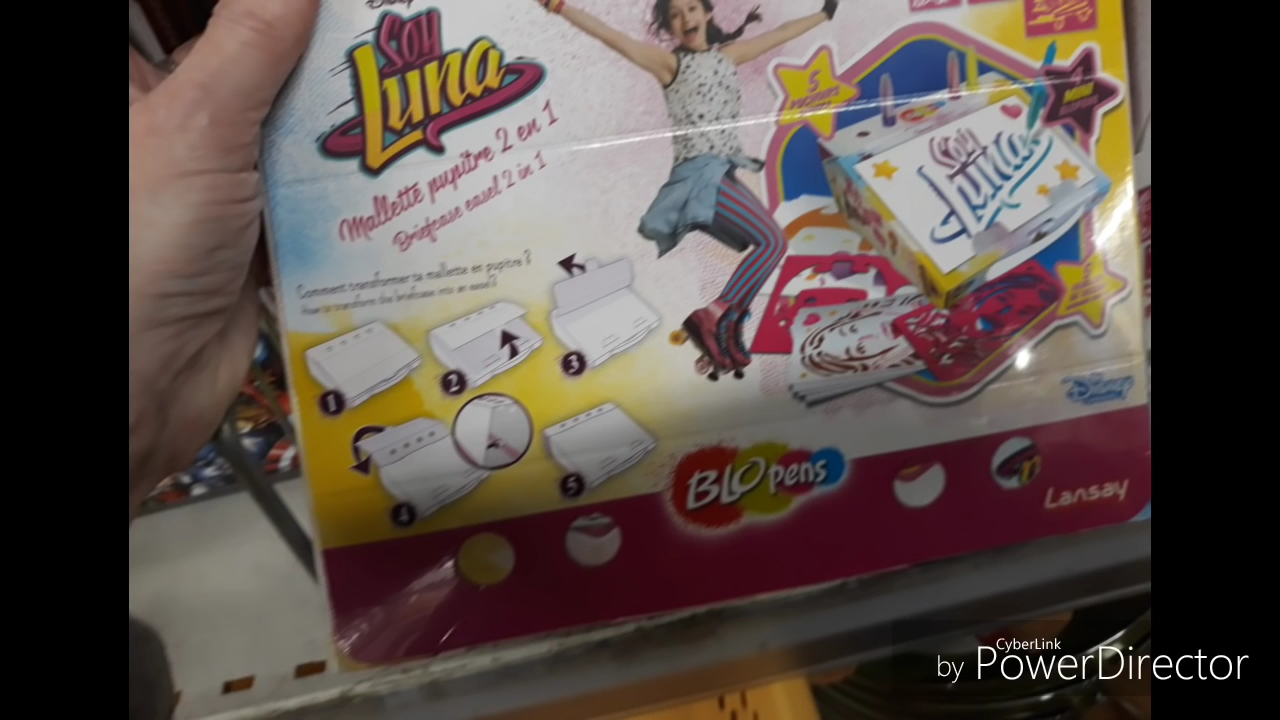 Disney
SOY
Luna
Mallette pupitre 2 en 1
Briefcase easel 2 in 1
Comment transformer ta mallette en pupitre ?
How to transform the briefcase into an easel?
1
2
3
4
5
5
POCHOIRS
MINI
SOY
Luna
Disney
BLOpens
Lansay
CyberLink
by PowerDirector